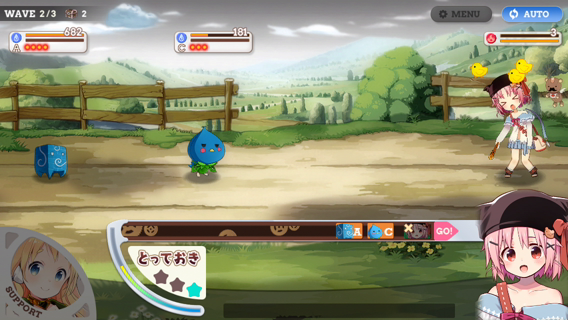 WAVE 2/3 2
MENU
AUTO
682
A
181
C
3
A C GO!
とっておき
SUPPORT